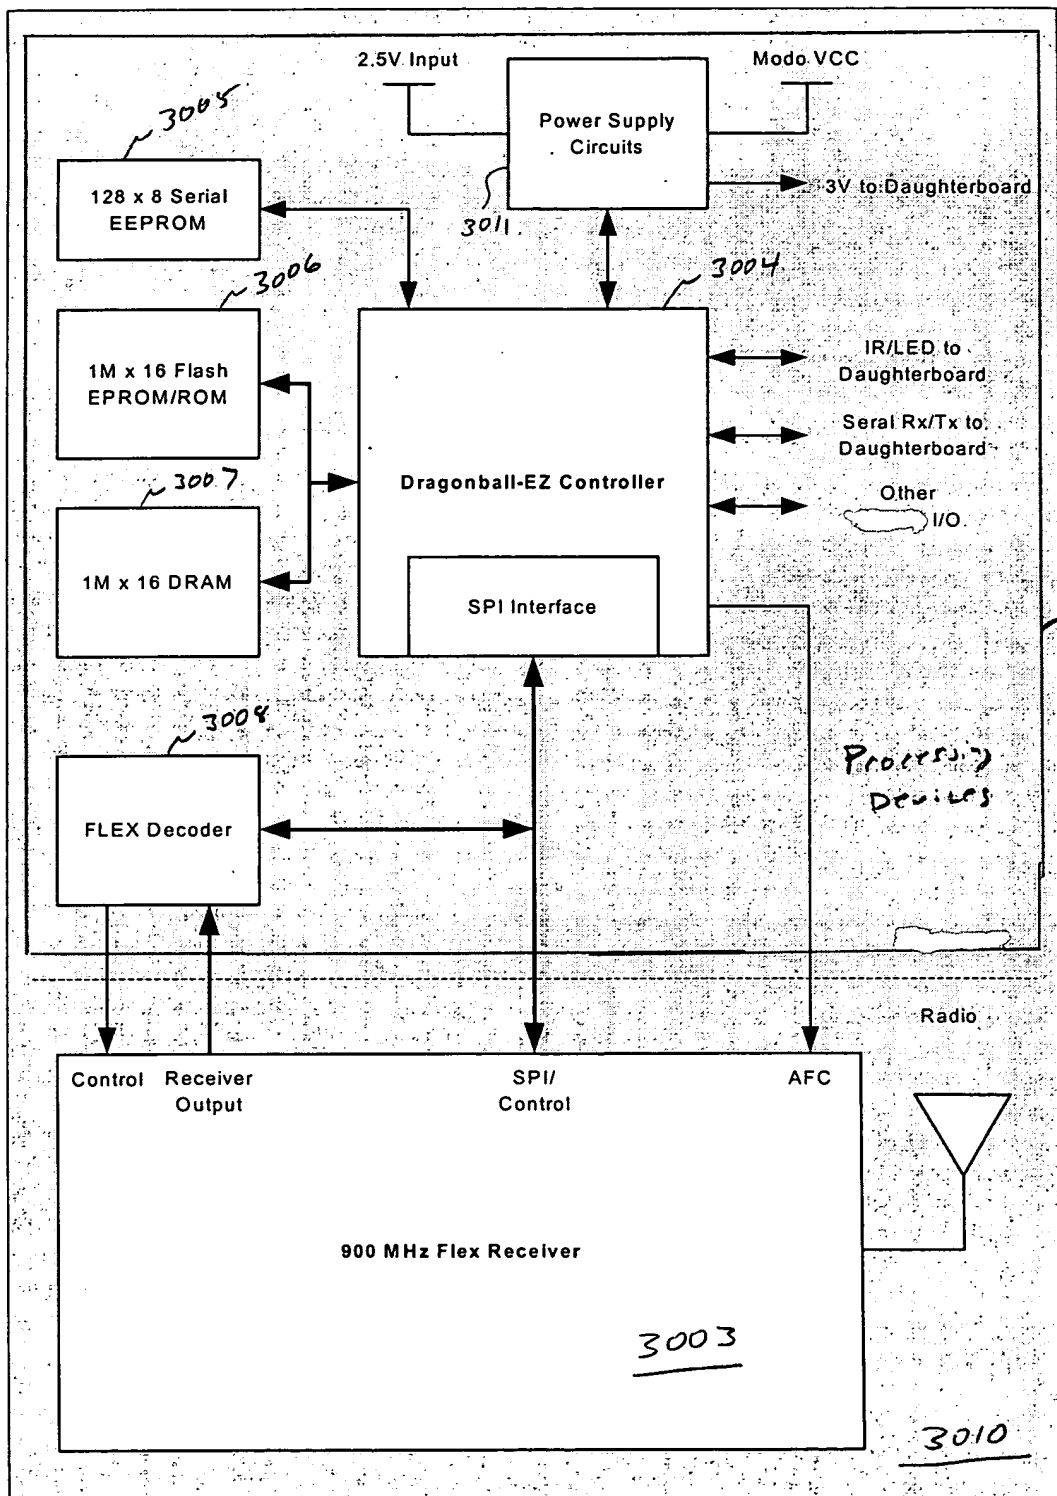 2.5V Input
Modo VCC
Power Supply
Circuits
3005
128 x 8 Serial
EEPROM
3V to Daughterboard
3011
3006
3004
1M x 16 Flash
EPROM/ROM
IR/LED to
Daughterboard
Seral Rx/Tx to
Daughterboard
3007
Dragonball-EZ Controller
Other
I/O
1M x 16 DRAM
SPI Interface
3008
FLEX Decoder
Processing
Devices
Radio
Control
Receiver
Output
SPI/
Control
AFC
900 MHz Flex Receiver
3003
3010